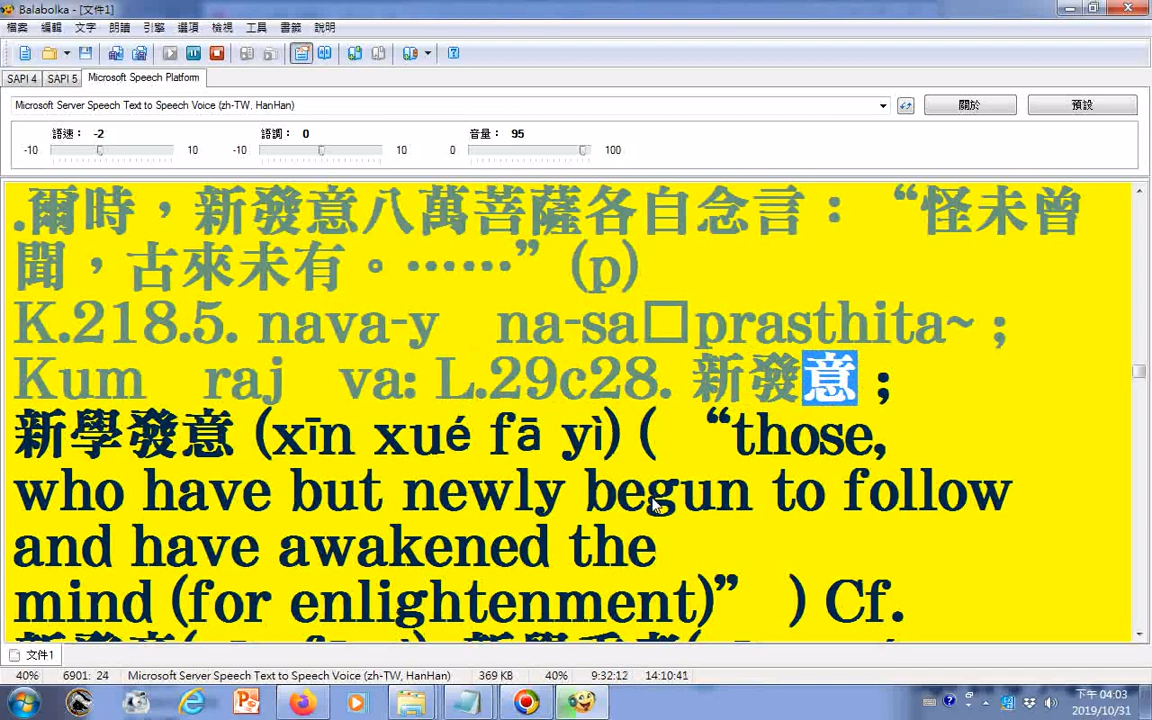 Balabolka - [文件1]
檔案 編輯 文字 朗讀 引擎 選項 檢視 工具 書籤 說明
SAPI 4 SAPI 5 Microsoft Speech Platform
Microsoft Server Speech Text to Speech Voice (zh-TW, HanHan) 關於 預設
語速： -2 語調： 0 音量： 95
-10 10 -10 10 0 100
.爾時，新發意八萬菩薩各自念言：“怪未曾
聞，古來未有。……”(p)
K.218.5. nava-y na-sa□prasthita~；
Kum raj va: L.29c28. 新發意；
新學發意 (xīn xué fā yì) ( “those,
who have but newly begun to follow
and have awakened the
mind (for enlightenment)” ) Cf.
文件1
40% 6901: 24 Microsoft Server Speech Text to Speech Voice (zh-TW, HanHan) 369 KB 40% 9:32:12 14:10:41
下午 04:03
2019/10/31